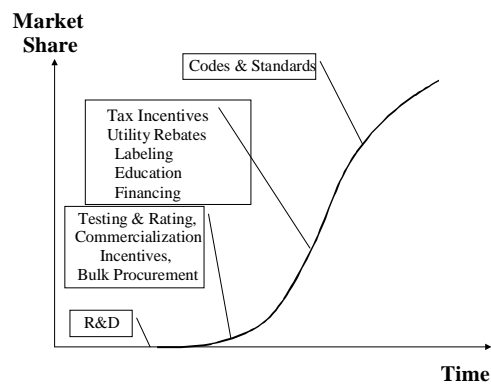 Market
Share
Codes & Standards
Tax Incentives
Utility Rebates
Labeling
Education
Financing
Testing & Rating,
Commercialization
Incentives,
Bulk Procurement
R&D
Time